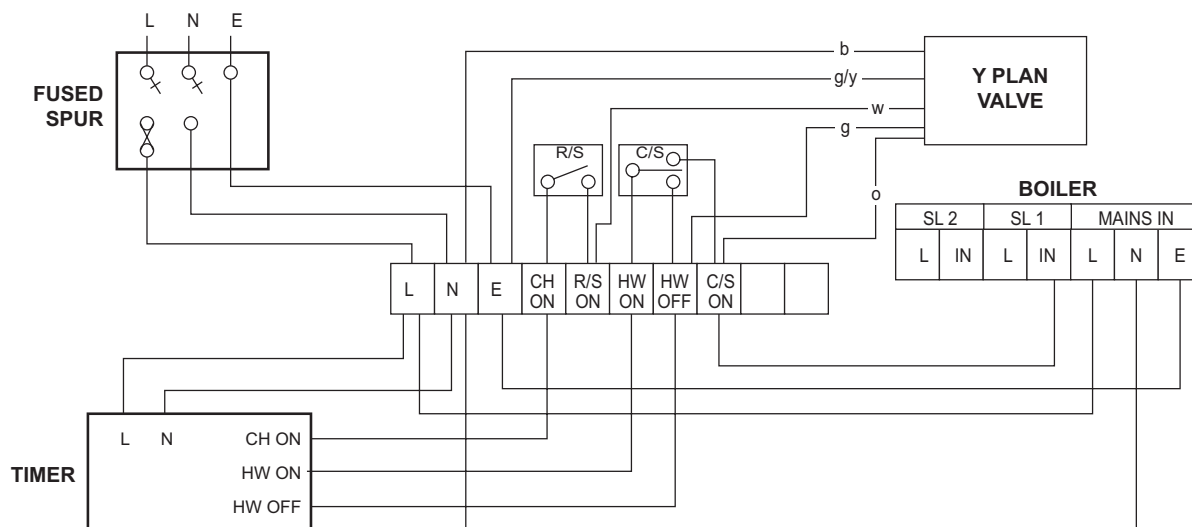 L N E
FUSED
SPUR
b
g/y
w
g
o
Y PLAN
VALVE
R/S
C/S
BOILER
SL 2 SL 1 MAINS IN
L IN L IN L N E
L N E CH ON R/S ON HW ON HW OFF C/S ON
TIMER
L N CH ON
HW ON
HW OFF